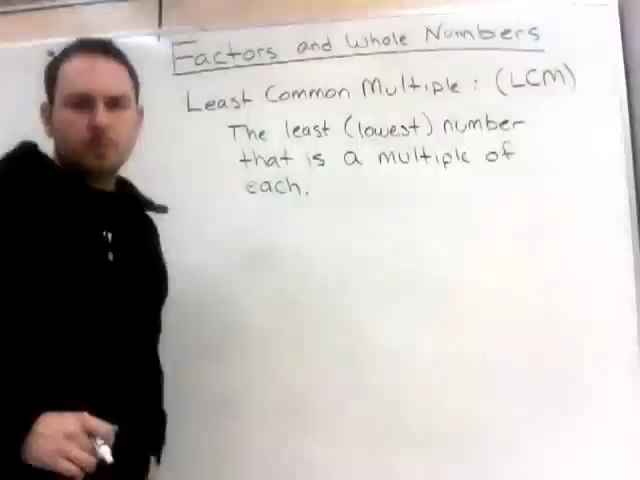 Factors and Whole Numbers
Least Common Multiple : (LCM)
The least (lowest) number
that is a multiple of
each.